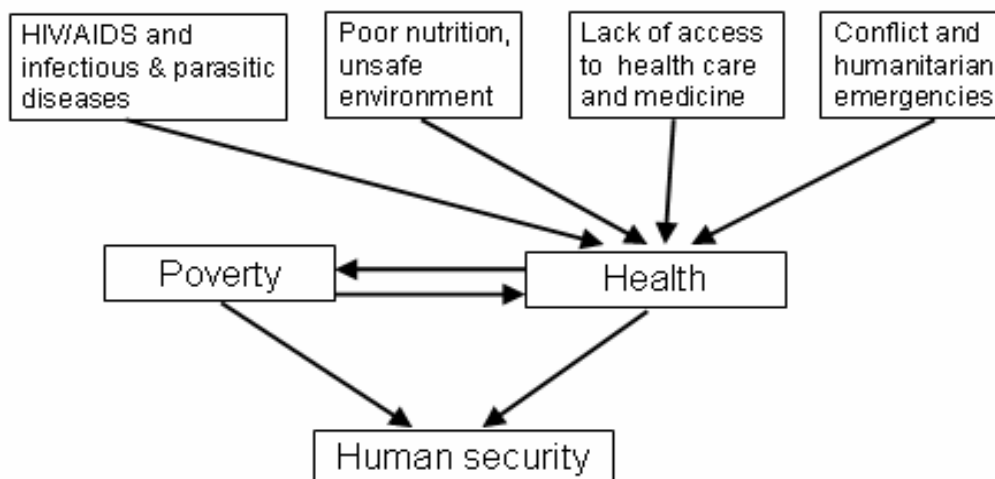 HIV/AIDS and
infectious & parasitic
diseases
Poor nutrition,
unsafe
environment
Lack of access
to health care
and medicine
Conflict and
humanitarian
emergencies
Poverty
Health
Human security